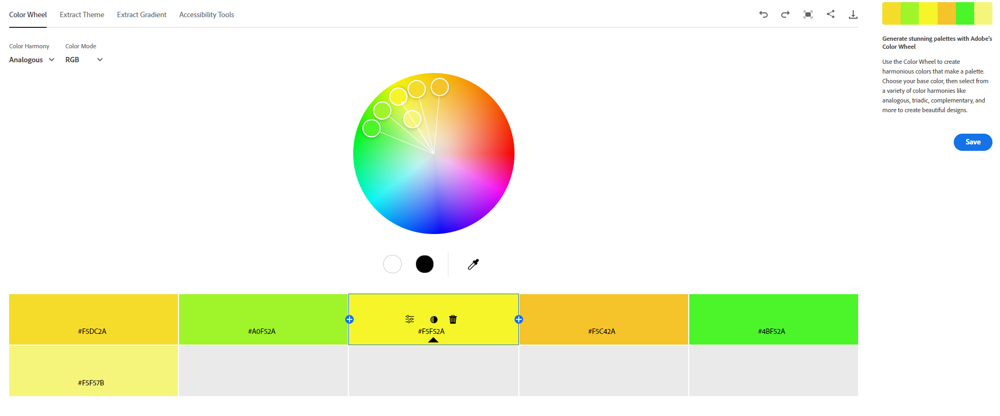 Color Wheel
Extract Theme
Extract Gradient
Accessibility Tools
Color Harmony
Color Mode
Analogous
RGB
#F5DC2A
#A0F52A
#F5F52A
#F5C42A
#4BF52A
#F5F57B
Generate stunning palettes with Adobe's
Color Wheel
Use the Color Wheel to create
harmonious colors that make a palette.
Choose your base color, then select from
a variety of color harmonies like
analogous, triadic, complementary, and
more to create beautiful designs.
Save